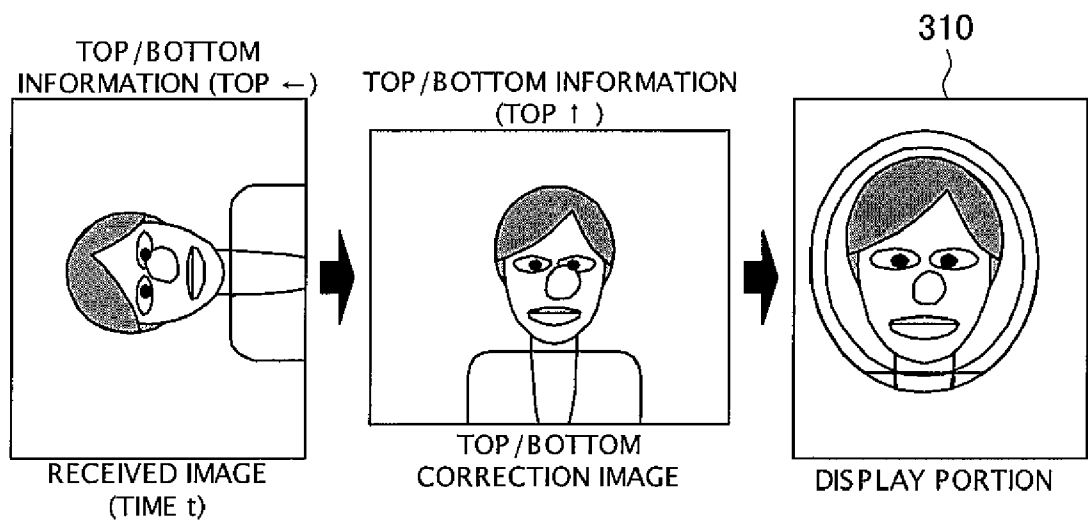 310
TOP/BOTTOM
INFORMATION (TOP ←)
TOP/BOTTOM INFORMATION
(TOP ↑ )
RECEIVED IMAGE
(TIME t)
TOP/BOTTOM
CORRECTION IMAGE
DISPLAY PORTION